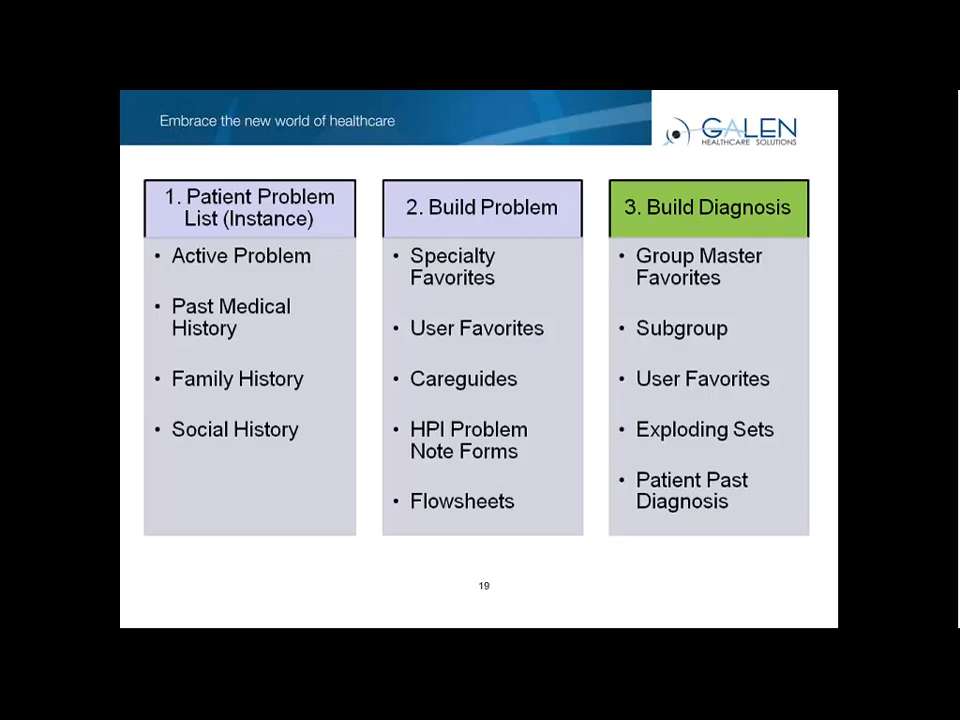 Embrace the new world of healthcare
GALEN
HEALTHCARE SOLUTIONS
1. Patient Problem
List (Instance)
• Active Problem
• Past Medical
History
• Family History
• Social History
2. Build Problem
• Specialty
Favorites
• User Favorites
• Careguides
• HPI Problem
Note Forms
• Flowsheets
3. Build Diagnosis
• Group Master
Favorites
• Subgroup
• User Favorites
• Exploding Sets
• Patient Past
Diagnosis
19